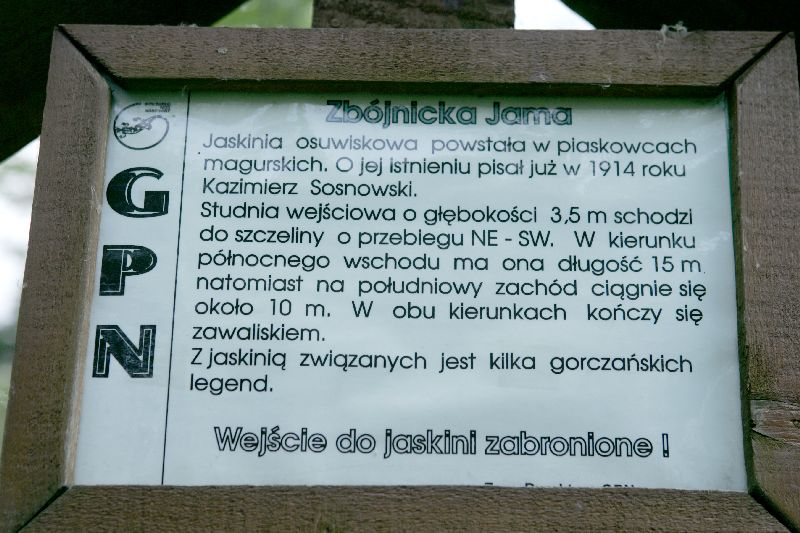 Zbójnicka Jama
Jaskinia osuwiskowa powstała w piaskowcach
magurskich. O jej istnieniu pisał już w 1914 roku
Kazimierz Sosnowski.
Studnia wejściowa o głębokości 3,5 m schodzi
do szczeliny o przebiegu NE - SW. W kierunku
północnego wschodu ma ona długość 15 m
natomiast na południowy zachód ciągnie się
około 10 m. W obu kierunkach kończy się
zawaliskiem.
Z jaskinią związanych jest kilka gorczańskich
legend.
Wejście do jaskini zabronione !
G
P
N